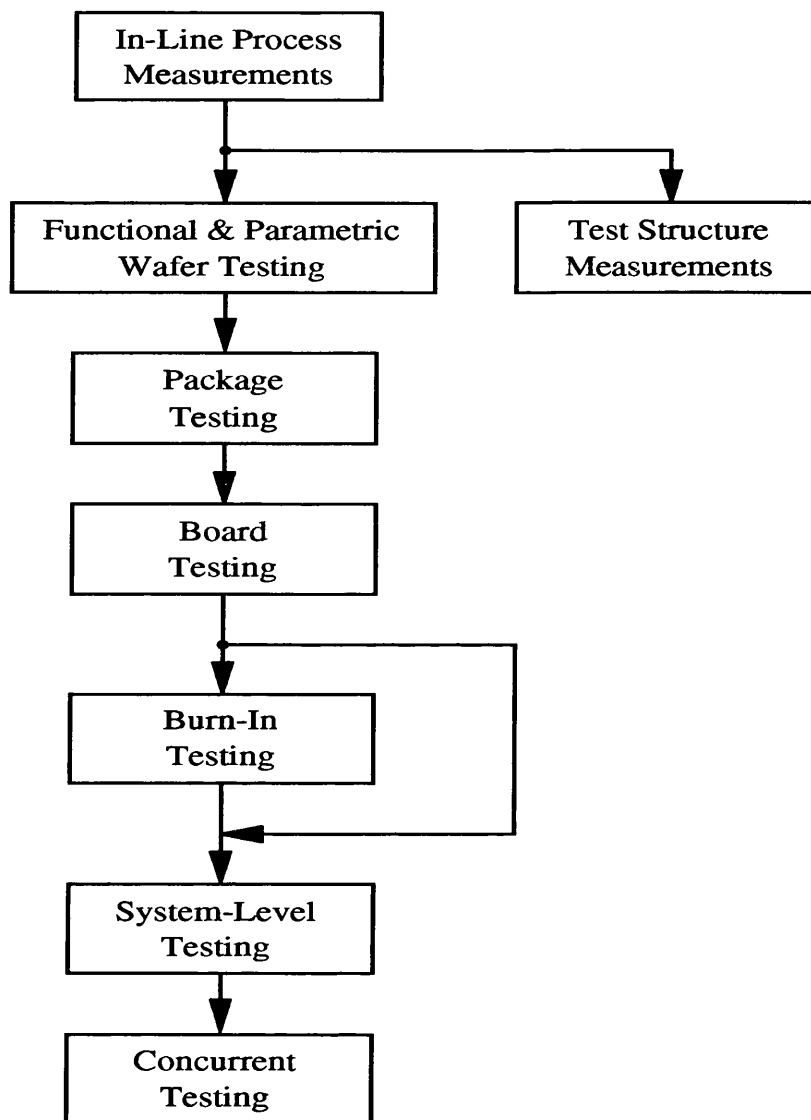 In-Line Process
Measurements
Functional & Parametric
Wafer Testing
Test Structure
Measurements
Package
Testing
Board
Testing
Burn-In
Testing
System-Level
Testing
Concurrent
Testing